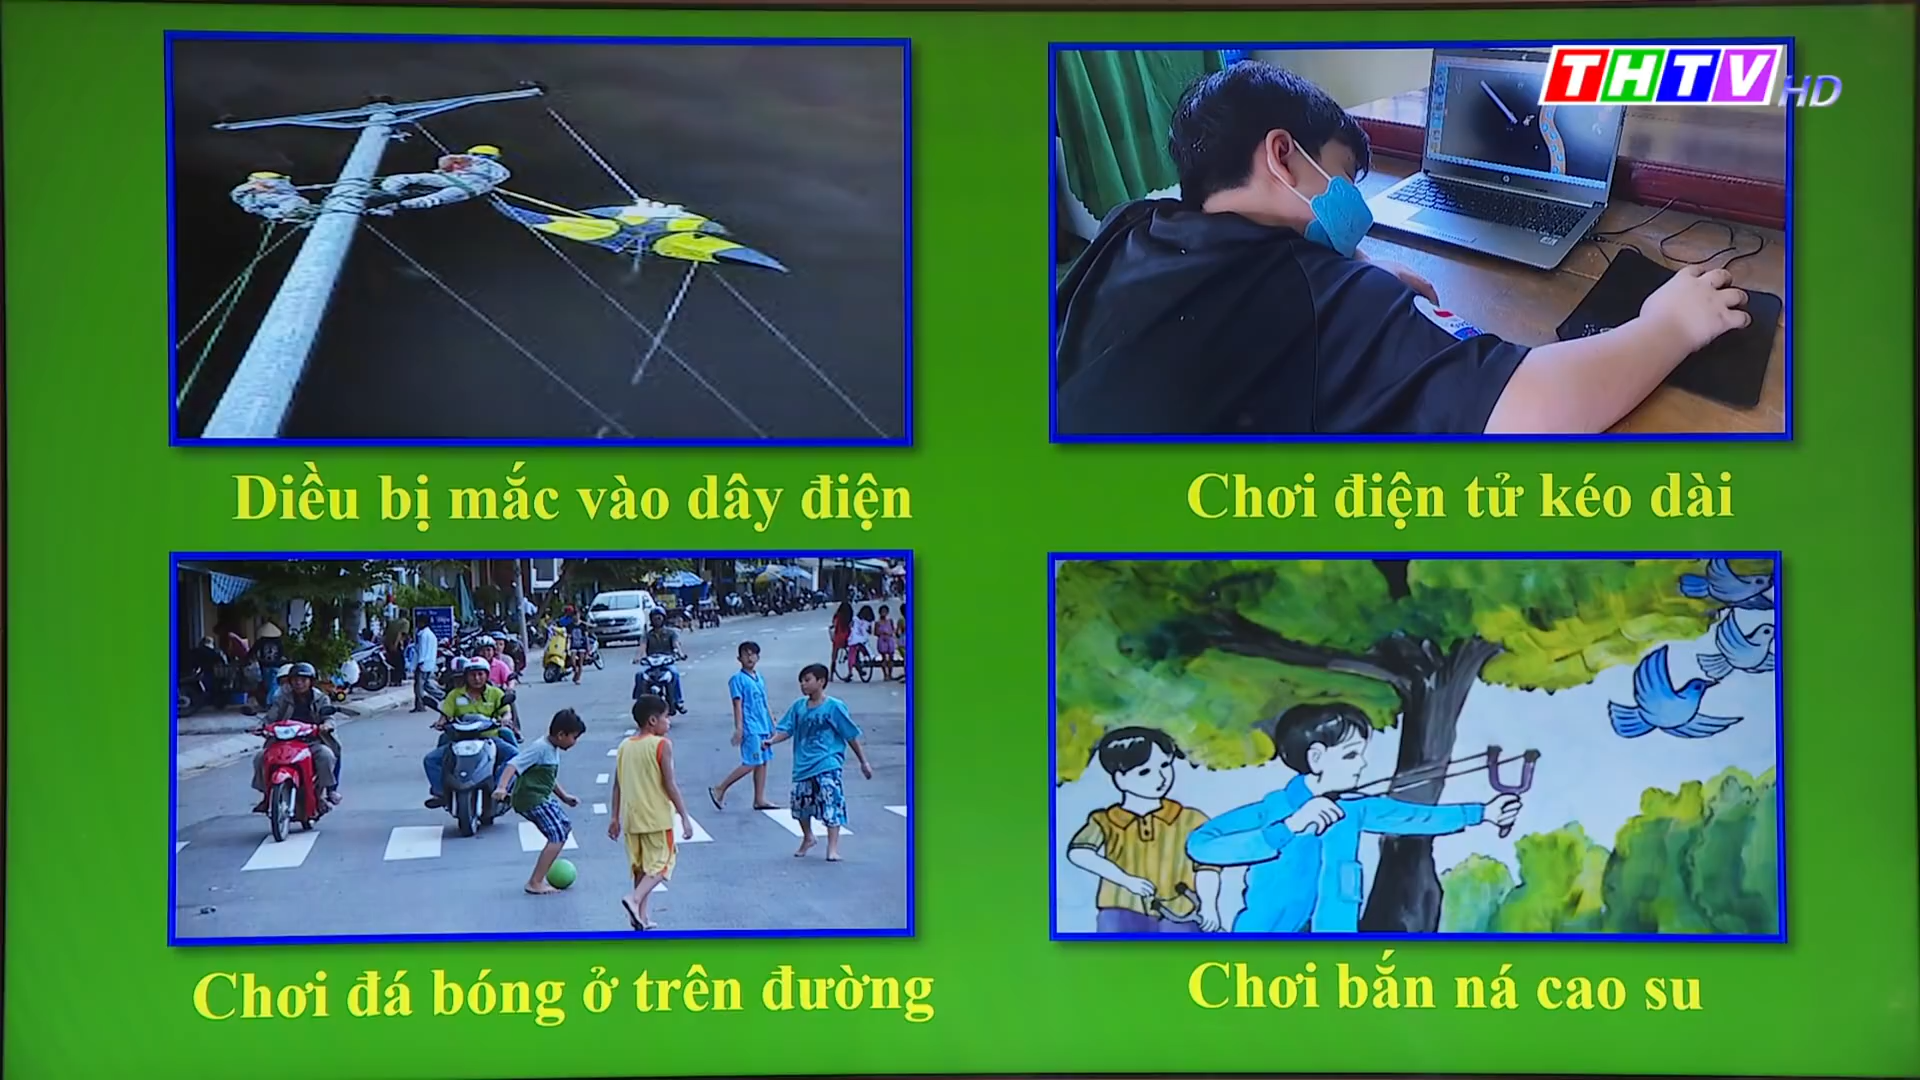 THTV HD
Diều bị mắc vào dây điện
Chơi điện tử kéo dài
Chơi đá bóng ở trên đường
Chơi bắn ná cao su